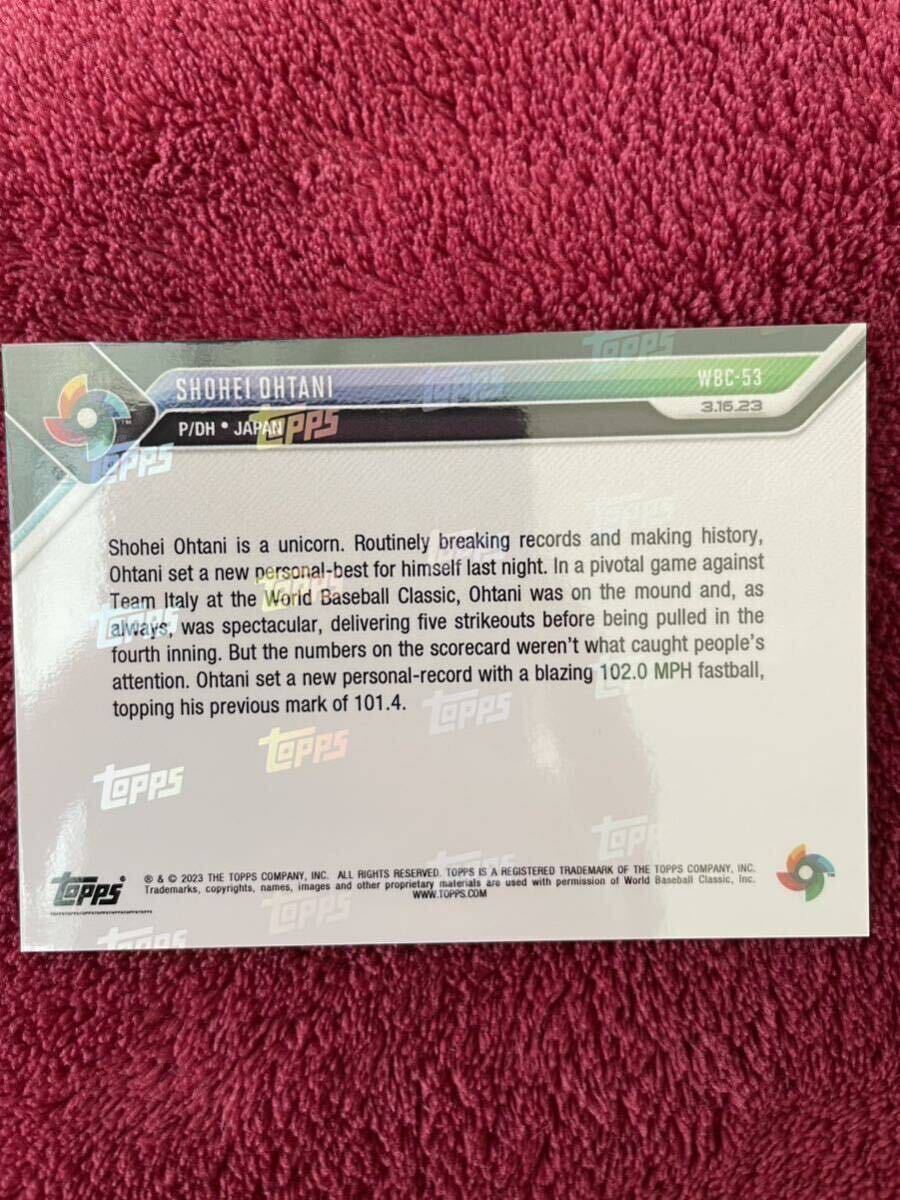 SHOHEI OHTANI
WBC-53
P/DH • JAPAN
3.16.23
Shohei Ohtani is a unicorn. Routinely breaking records and making history,
Ohtani set a new personal-best for himself last night. In a pivotal game against
Team Italy at the World Baseball Classic, Ohtani was on the mound and, as
always, was spectacular, delivering five strikeouts before being pulled in the
fourth inning. But the numbers on the scorecard weren't what caught people's
attention. Ohtani set a new personal-record with a blazing 102.0 MPH fastball,
topping his previous mark of 101.4.
topps
topps
topps
topps
topps
topps
topps®
® & © 2023 THE TOPPS COMPANY, INC. ALL RIGHTS RESERVED. TOPPS IS A REGISTERED TRADEMARK OF THE TOPPS COMPANY, INC.
Trademarks, copyrights, names, images and other proprietary materials are used with permission of World Baseball Classic, Inc.
WWW.TOPPS.COM